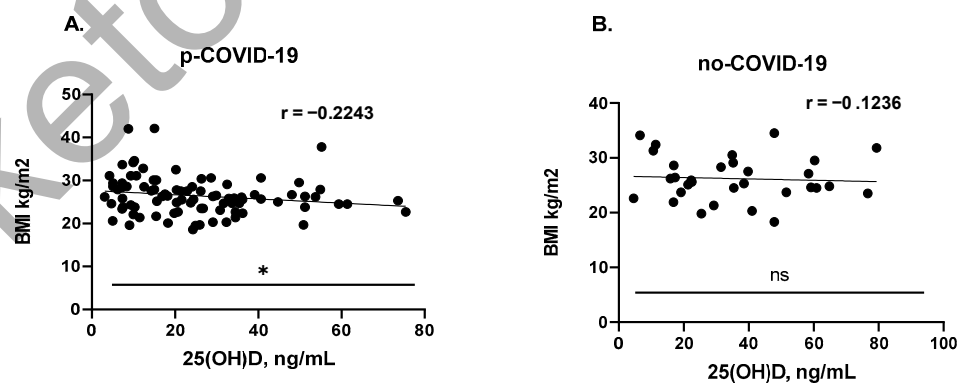 A.
p-COVID-19
r = −0.2243
50
40
30
20
10
0
BMI kg/m2
*
0 20 40 60 80
25(OH)D, ng/mL
B.
no-COVID-19
r = −0.1236
40
30
20
10
0
BMI kg/m2
ns
0 20 40 60 80 100
25(OH)D, ng/mL